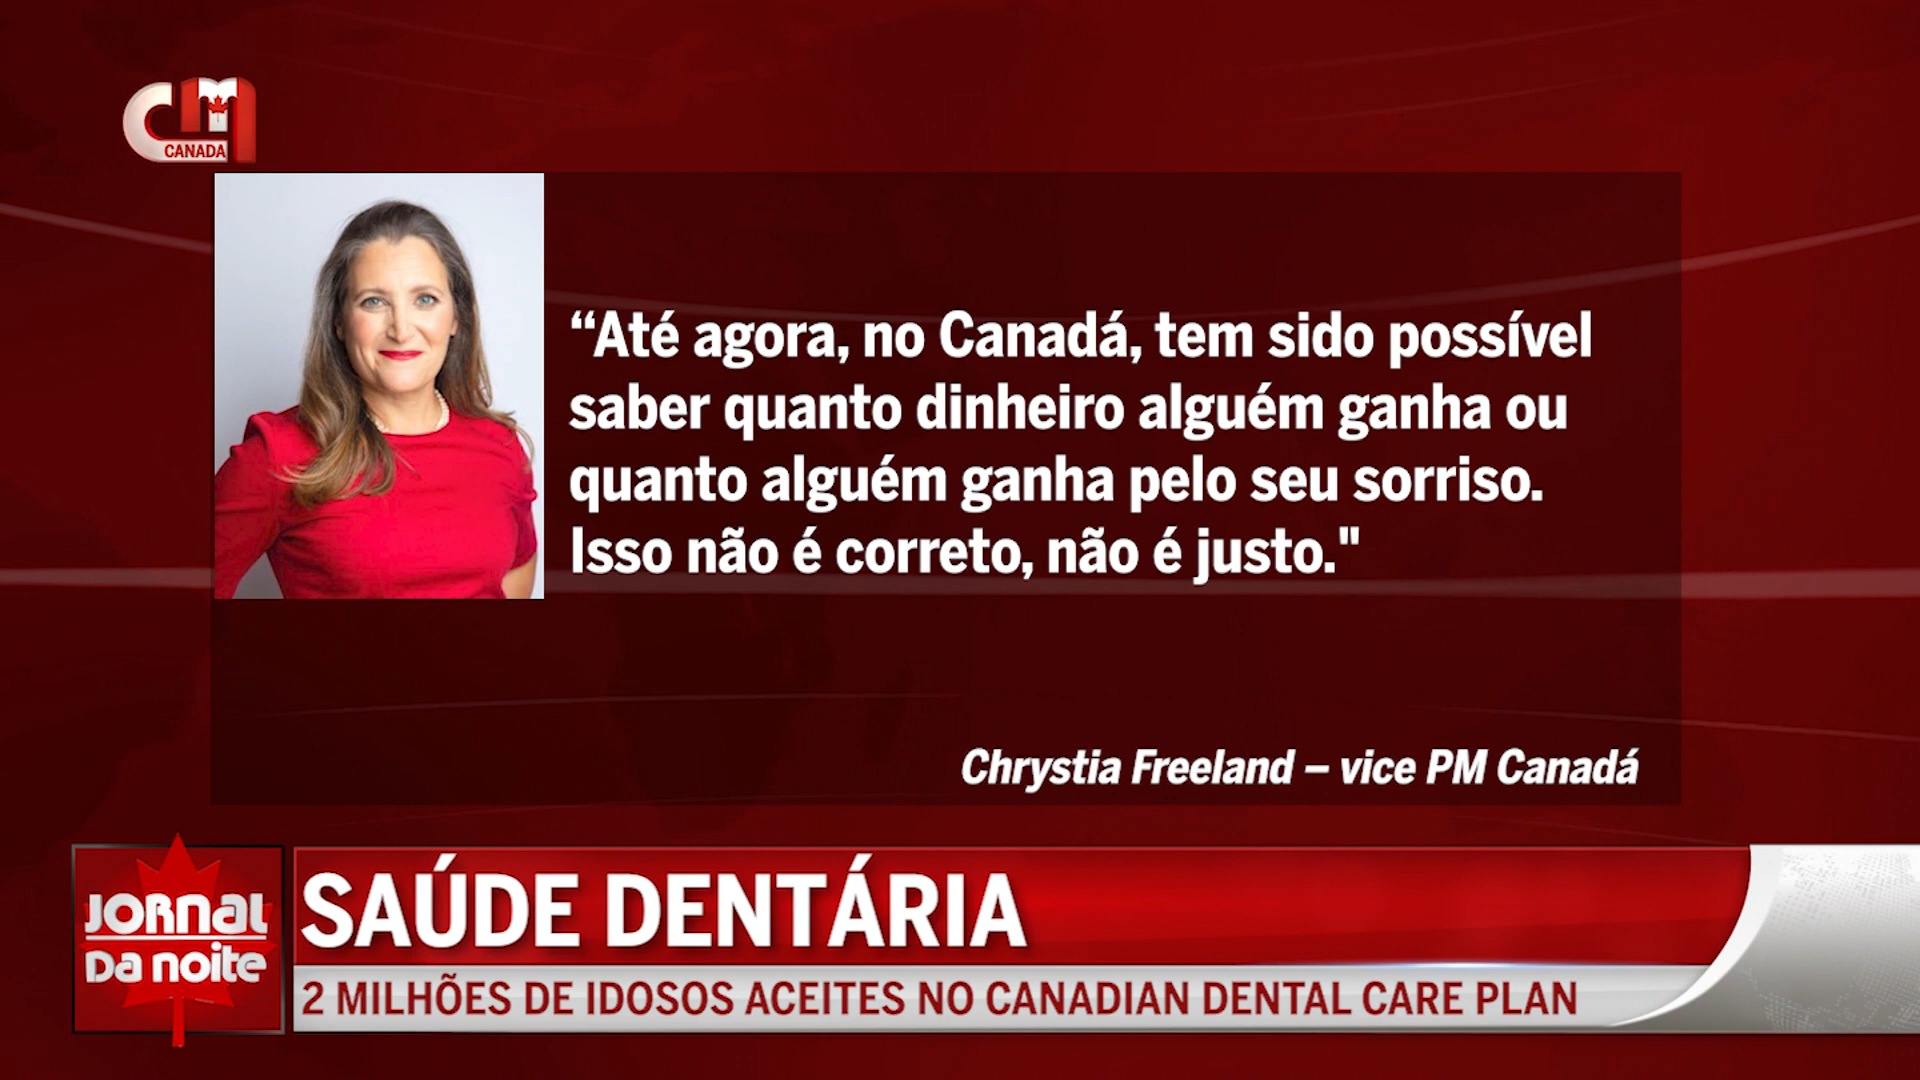 CM
CANADA
“Até agora, no Canadá, tem sido possível
saber quanto dinheiro alguém ganha ou
quanto alguém ganha pelo seu sorriso.
Isso não é correto, não é justo."
Chrystia Freeland – vice PM Canadá
JORNAL
DA NOITE
SAÚDE DENTÁRIA
2 MILHÕES DE IDOSOS ACEITES NO CANADIAN DENTAL CARE PLAN